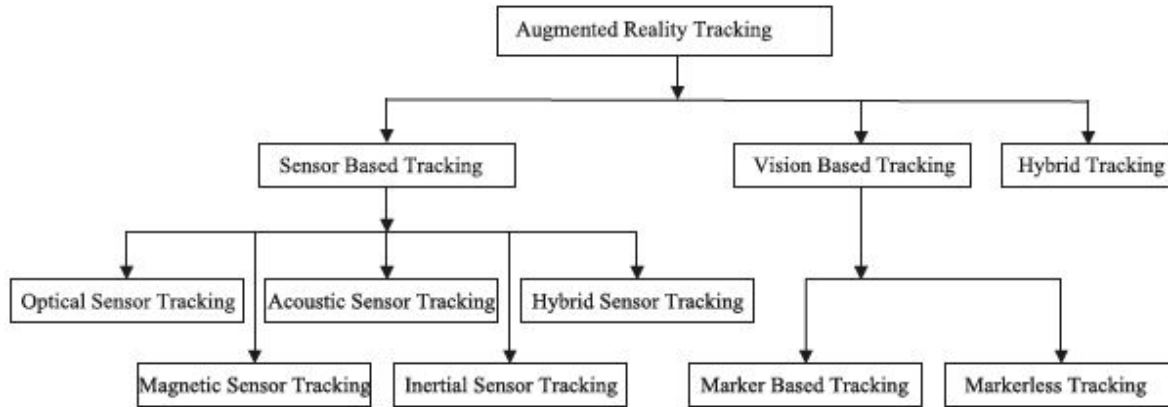 Augmented Reality Tracking
Sensor Based Tracking
Vision Based Tracking
Hybrid Tracking
Optical Sensor Tracking
Acoustic Sensor Tracking
Hybrid Sensor Tracking
Magnetic Sensor Tracking
Inertial Sensor Tracking
Marker Based Tracking
Markerless Tracking